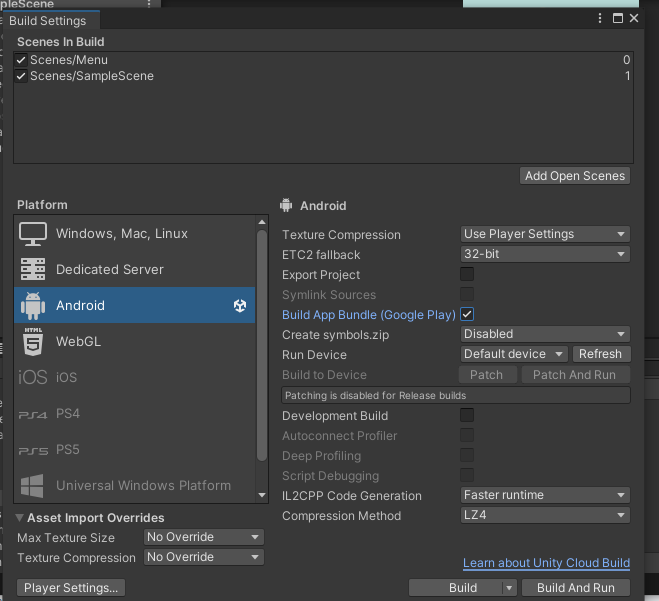 pleScene
Build Settings
Scenes In Build
Scenes/Menu 0
Scenes/SampleScene 1
Add Open Scenes
Platform
Windows, Mac, Linux
Dedicated Server
Android
HTML 5 WebGL
iOS iOS
PS4 PS4
PS5 PS5
Universal Windows Platform
Android
Texture Compression Use Player Settings
ETC2 fallback 32-bit
Export Project
Symlink Sources
Build App Bundle (Google Play)
Create symbols.zip Disabled
Run Device Default device Refresh
Build to Device Patch Patch And Run
Patching is disabled for Release builds
Development Build
Autoconnect Profiler
Deep Profiling
Script Debugging
IL2CPP Code Generation Faster runtime
Compression Method LZ4
Asset Import Overrides
Max Texture Size No Override
Texture Compression No Override
Learn about Unity Cloud Build
Player Settings... Build Build And Run